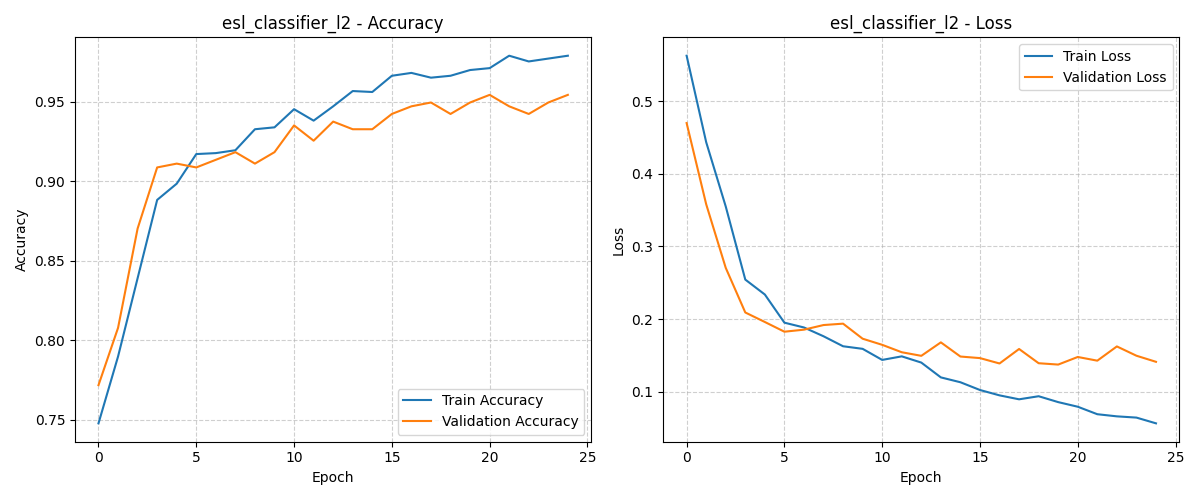 esl_classifier_l2 - Accuracy
Accuracy
0.95
0.90
0.85
0.80
0.75
Train Accuracy
Validation Accuracy
0 5 10 15 20 25
Epoch
esl_classifier_l2 - Loss
Loss
0.5
0.4
0.3
0.2
0.1
Train Loss
Validation Loss
0 5 10 15 20 25
Epoch